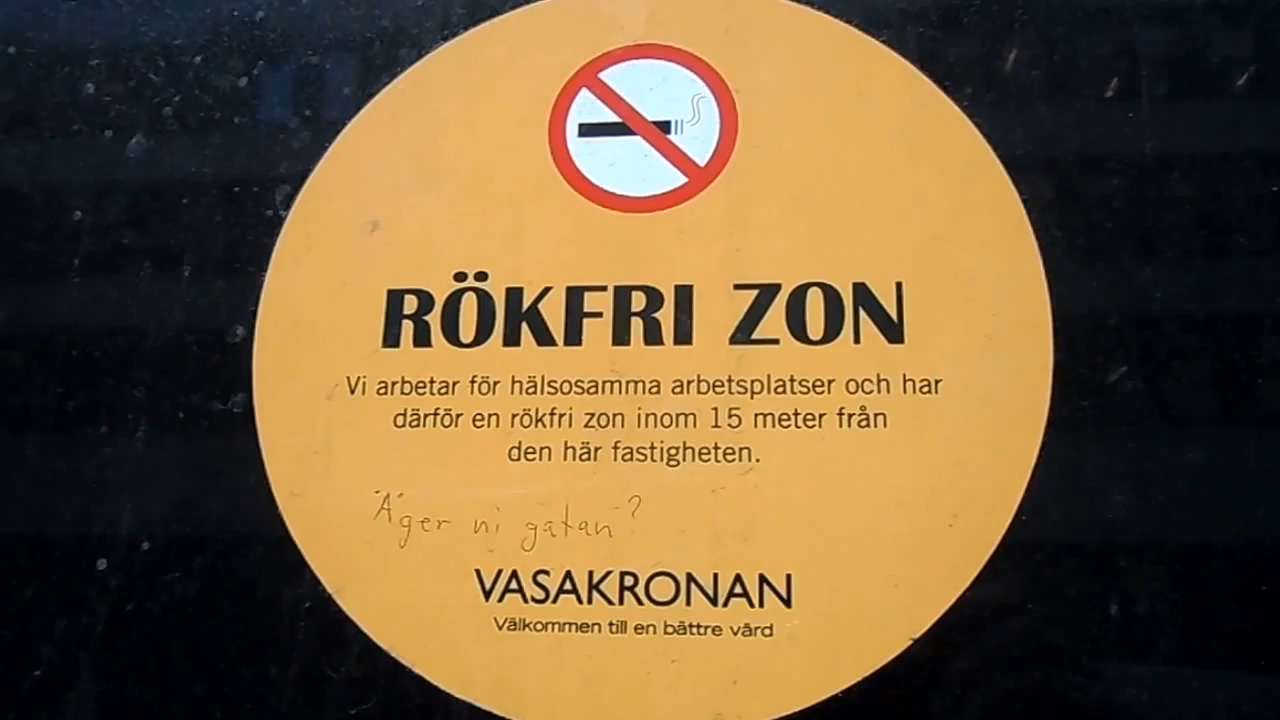 RÖKFRI ZON
Vi arbetar för hälsosamma arbetsplatser och har
därför en rökfri zon inom 15 meter från
den här fastigheten.
Äger ni gatan?
VASAKRONAN
Välkommen till en bättre värd